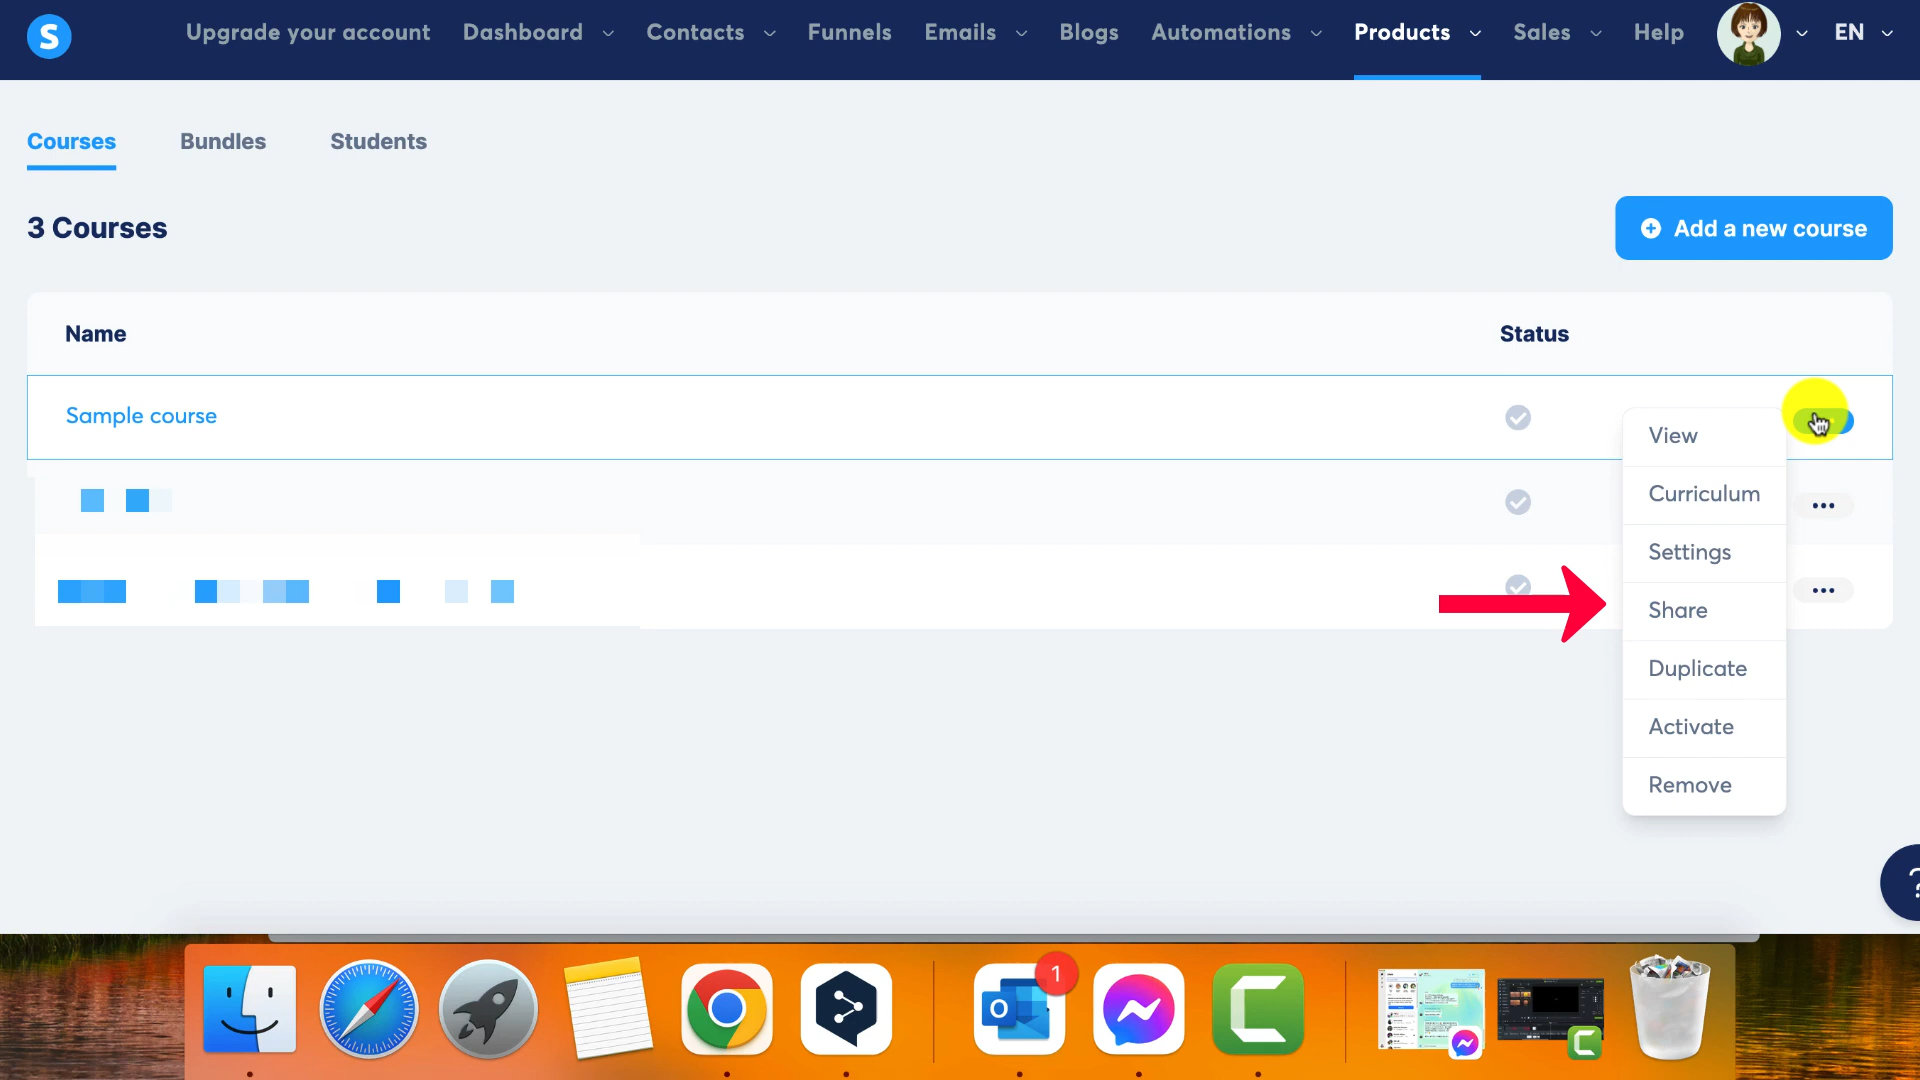 S Upgrade your account Dashboard Contacts Funnels Emails Blogs Automations Products Sales Help EN
Courses Bundles Students
3 Courses
Add a new course
Name Status
Sample course
View
Curriculum
Settings
Share
Duplicate
Activate
Remove
?
1
O